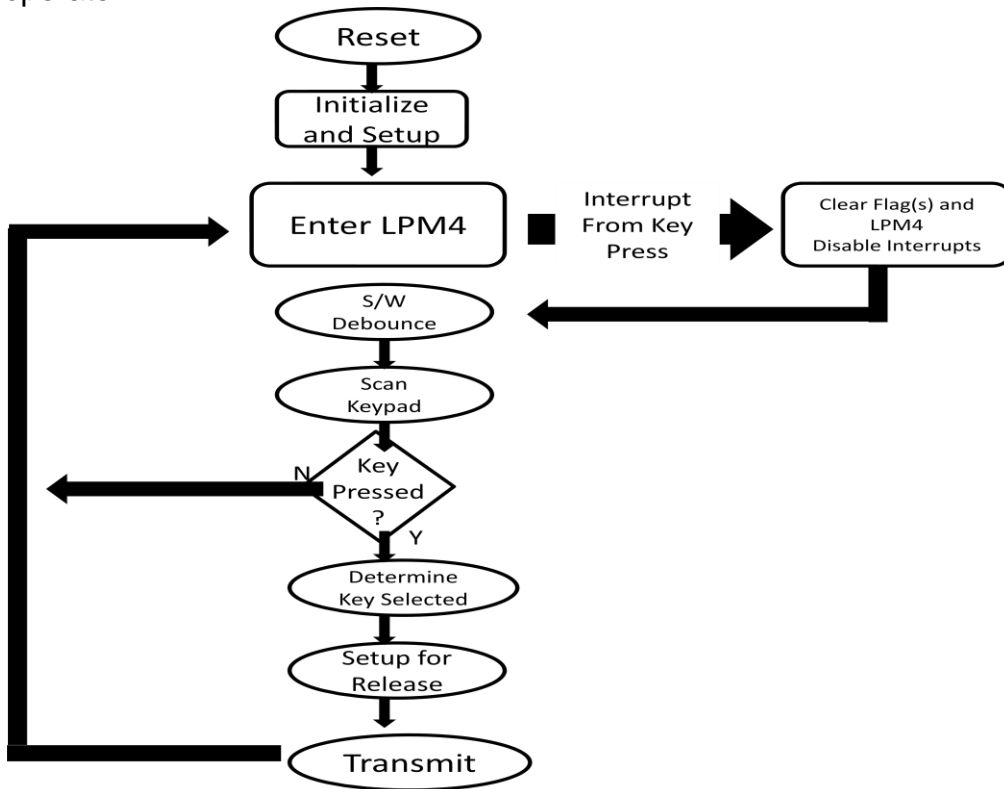 Reset
Initialize
and Setup
Enter LPM4
Interrupt
From Key
Press
Clear Flag(s) and
LPM4
Disable Interrupts
S/W
Debounce
Scan
Keypad
N
Key
Pressed
?
Y
Determine
Key Selected
Setup for
Release
Transmit